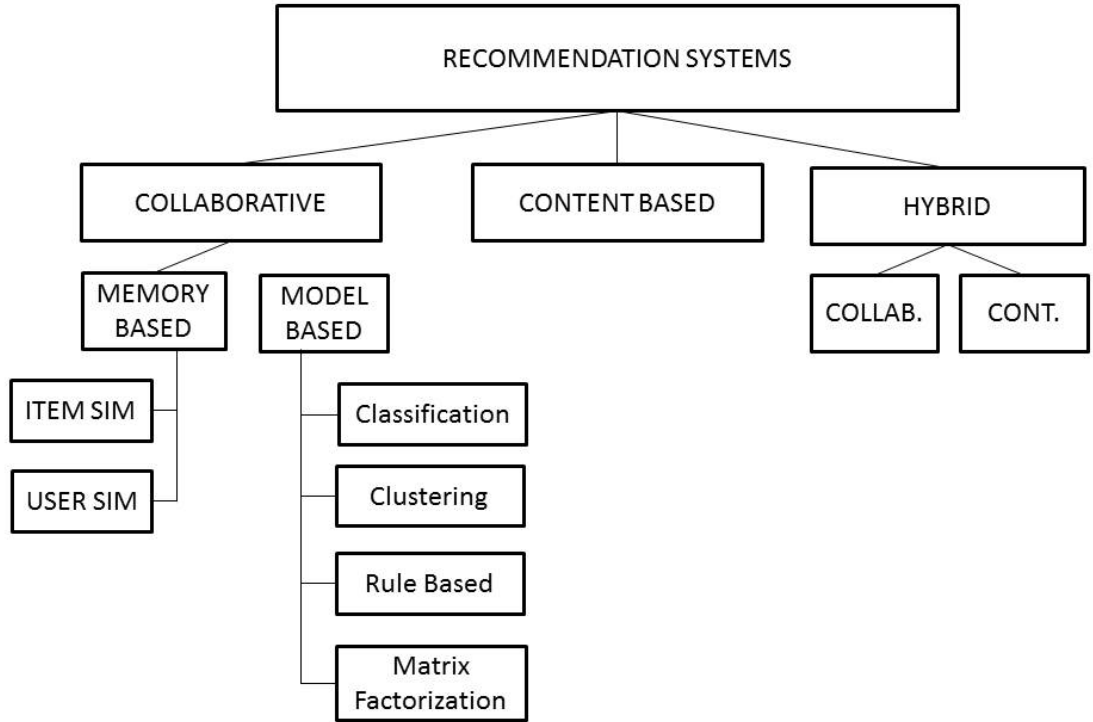 RECOMMENDATION SYSTEMS
COLLABORATIVE
CONTENT BASED
HYBRID
MEMORY
BASED
MODEL
BASED
COLLAB.
CONT.
ITEM SIM
USER SIM
Classification
Clustering
Rule Based
Matrix
Factorization